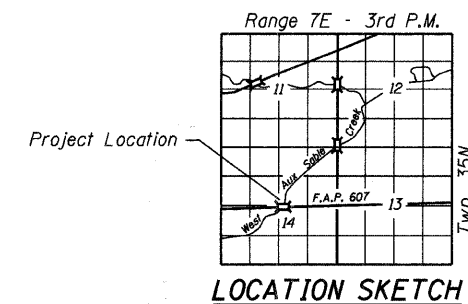 Range 7E - 3rd P.M.
11
12
Project Location
Aux Sable Creek
F.A.P. 607
13
West
14
Twp. 35N
LOCATION SKETCH